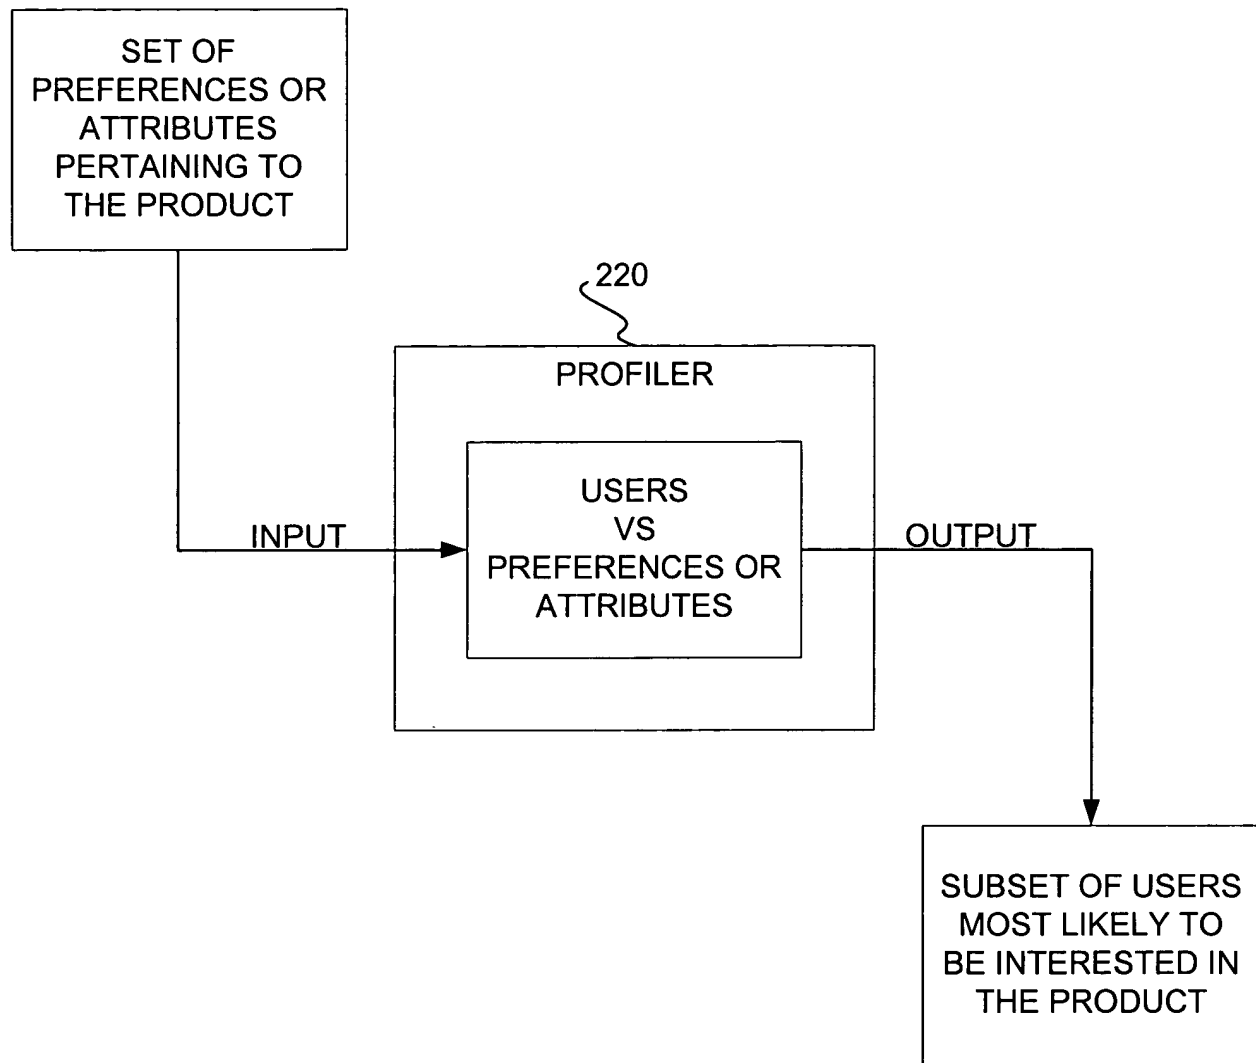 SET OF
PREFERENCES OR
ATTRIBUTES
PERTAINING TO
THE PRODUCT
220
PROFILER
USERS
VS
PREFERENCES OR
ATTRIBUTES
INPUT
OUTPUT
SUBSET OF USERS
MOST LIKELY TO
BE INTERESTED IN
THE PRODUCT